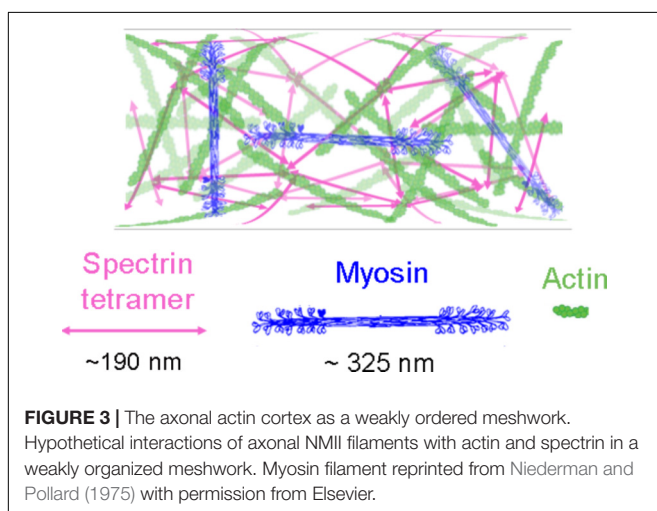 Spectrin
tetramer
Myosin
Actin
~190 nm
~ 325 nm
FIGURE 3 | The axonal actin cortex as a weakly ordered meshwork.
Hypothetical interactions of axonal NMII filaments with actin and spectrin in a
weakly organized meshwork. Myosin filament reprinted from Niederman and
Pollard (1975) with permission from Elsevier.